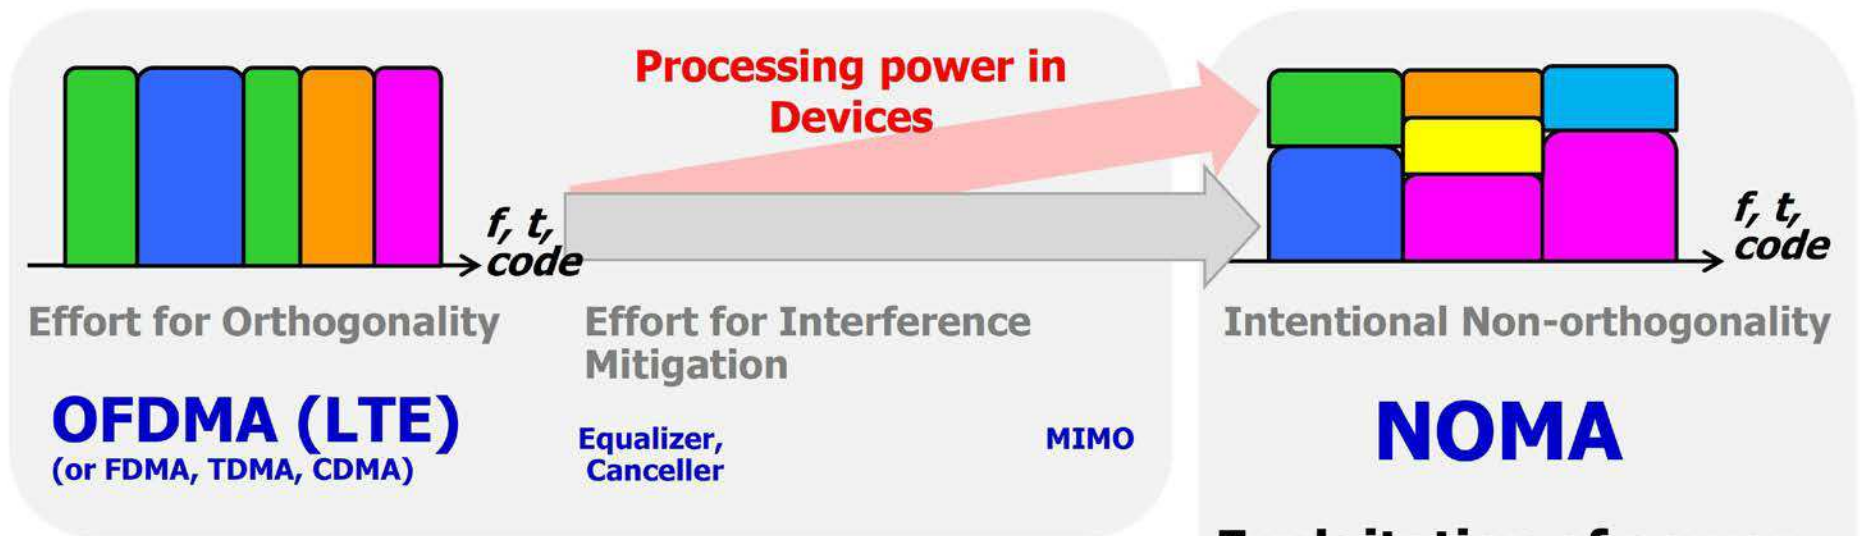 Processing power in
Devices
f, t,
code
f, t,
code
Effort for Orthogonality
Effort for Interference
Mitigation
Intentional Non-orthogonality
OFDMA (LTE)
(or FDMA, TDMA, CDMA)
Equalizer,
Canceller
MIMO
NOMA